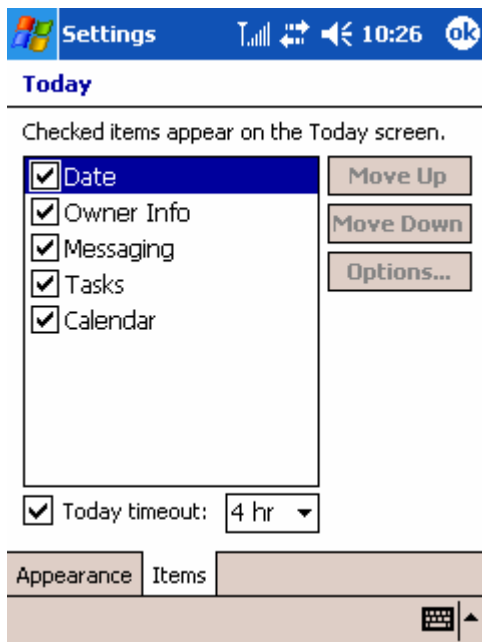 Settings 10:26 ok
Today
Checked items appear on the Today screen.
Date
Owner Info
Messaging
Tasks
Calendar
Move Up
Move Down
Options...
Today timeout: 4 hr
Appearance Items